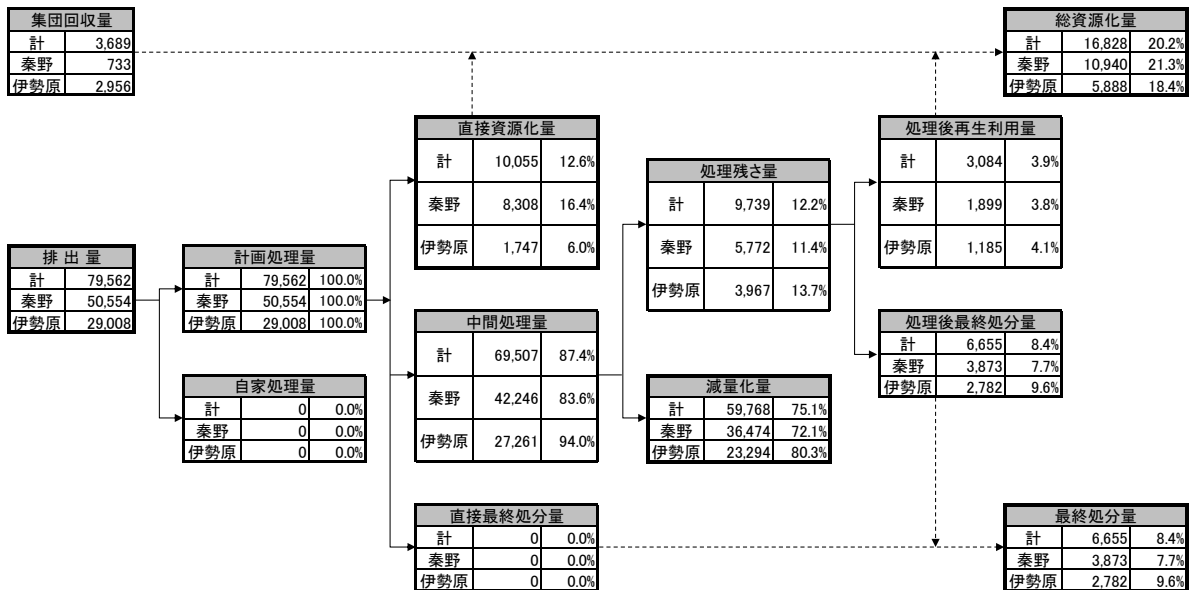 集団回収量
計 3,689
秦野 733
伊勢原 2,956
総資源化量
計 16,828 20.2%
秦野 10,940 21.3%
伊勢原 5,888 18.4%
直接資源化量
計 10,055 12.6%
秦野 8,308 16.4%
伊勢原 1,747 6.0%
処理後再生利用量
計 3,084 3.9%
秦野 1,899 3.8%
伊勢原 1,185 4.1%
処理残さ量
計 9,739 12.2%
秦野 5,772 11.4%
伊勢原 3,967 13.7%
排 出 量
計 79,562
秦野 50,554
伊勢原 29,008
計画処理量
計 79,562 100.0%
秦野 50,554 100.0%
伊勢原 29,008 100.0%
中間処理量
計 69,507 87.4%
秦野 42,246 83.6%
伊勢原 27,261 94.0%
処理後最終処分量
計 6,655 8.4%
秦野 3,873 7.7%
伊勢原 2,782 9.6%
自家処理量
計 0 0.0%
秦野 0 0.0%
伊勢原 0 0.0%
減量化量
計 59,768 75.1%
秦野 36,474 72.1%
伊勢原 23,294 80.3%
直接最終処分量
計 0 0.0%
秦野 0 0.0%
伊勢原 0 0.0%
最終処分量
計 6,655 8.4%
秦野 3,873 7.7%
伊勢原 2,782 9.6%